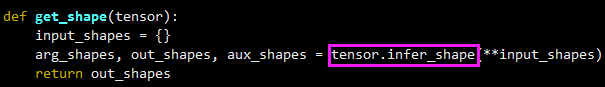 def get_shape(tensor):
    input_shapes = {}
    arg_shapes, out_shapes, aux_shapes = tensor.infer_shape(**input_shapes)
    return out_shapes